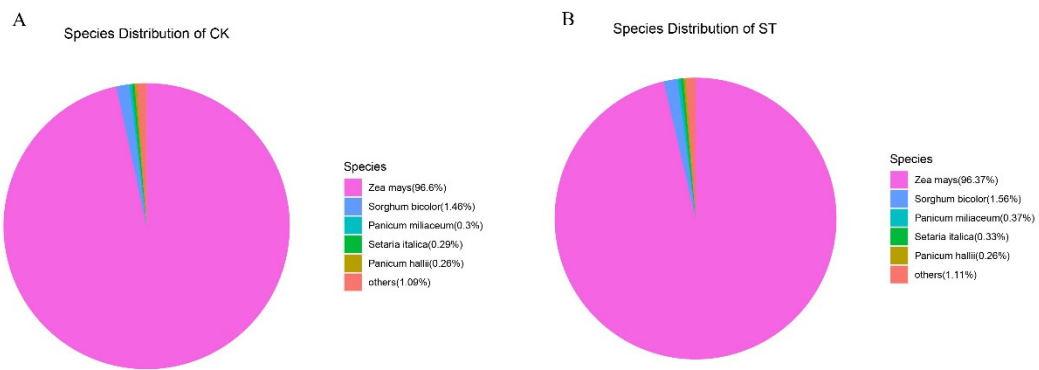 A
Species Distribution of CK
Species
Zea mays(96.6%)
Sorghum bicolor(1.46%)
Panicum miliaceum(0.3%)
Setaria italica(0.29%)
Panicum hallii(0.26%)
others(1.09%)
B
Species Distribution of ST
Species
Zea mays(96.37%)
Sorghum bicolor(1.56%)
Panicum miliaceum(0.37%)
Setaria italica(0.33%)
Panicum hallii(0.26%)
others(1.11%)